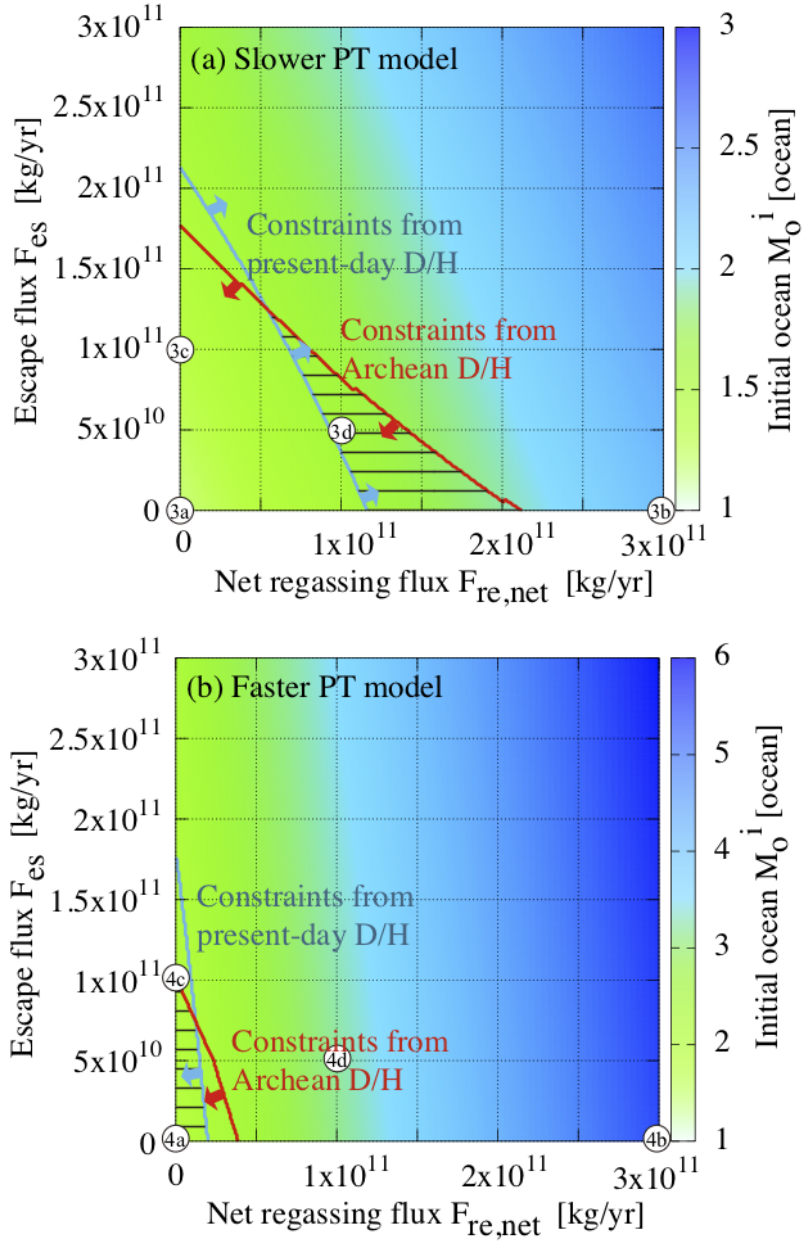 (a) Slower PT model
3x10^11
2.5x10^11
2x10^11
1.5x10^11
1x10^11
5x10^10
0
Escape flux F_es [kg/yr]
Constraints from
present-day D/H
Constraints from
Archean D/H
3c
3d
3a
3b
0
1x10^11
2x10^11
3x10^11
Net regassing flux F_re,net [kg/yr]
3
2.5
2
1.5
1
Initial ocean M_o^i [ocean]
(b) Faster PT model
3x10^11
2.5x10^11
2x10^11
1.5x10^11
1x10^11
5x10^10
0
Escape flux F_es [kg/yr]
Constraints from
present-day D/H
Constraints from
Archean D/H
4c
4d
4a
4b
0
1x10^11
2x10^11
3x10^11
Net regassing flux F_re,net [kg/yr]
6
5
4
3
2
1
Initial ocean M_o^i [ocean]